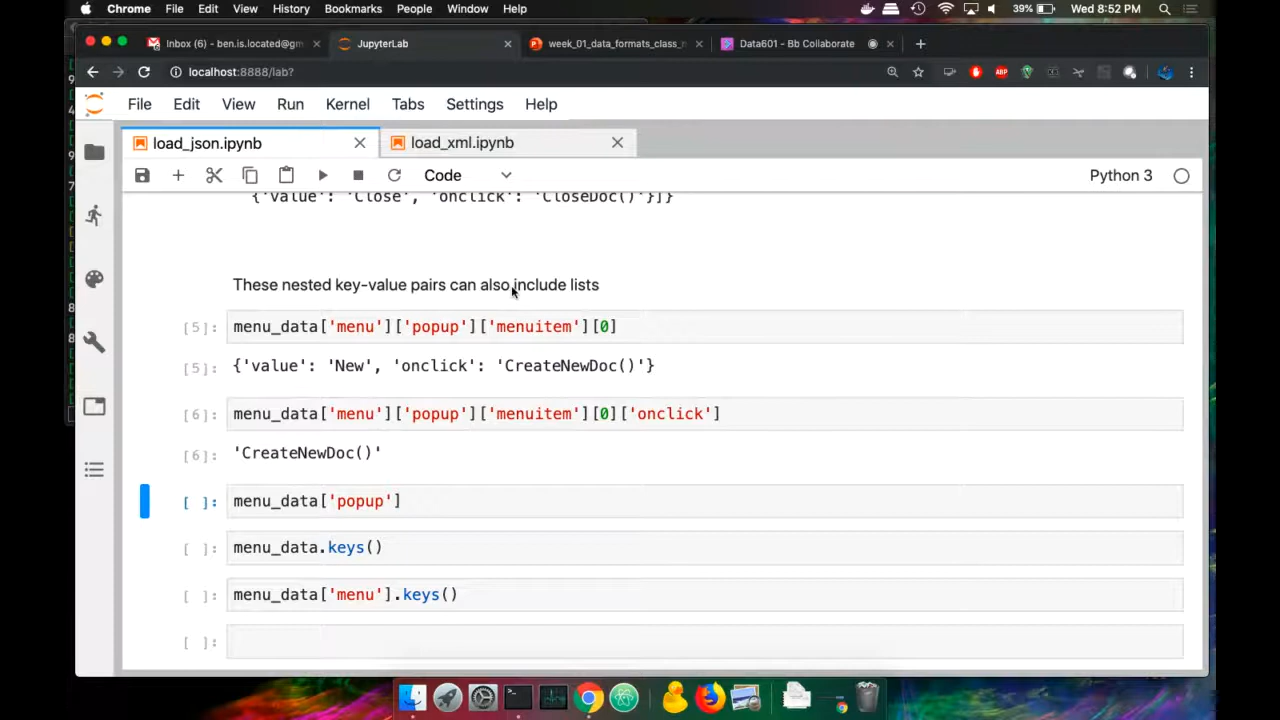 Chrome File Edit View History Bookmarks People Window Help 39% Wed 8:52 PM
Inbox (6) - ben.is.located@gm JupyterLab week_01_data_formats_class_ Data601 - Bb Collaborate
localhost:8888/lab? ABP
File Edit View Run Kernel Tabs Settings Help
load_json.ipynb load_xml.ipynb
Code Python 3
{'value': 'Close', 'onclick': 'CloseDoc()'}]}
These nested key-value pairs can also include lists
[5]: menu_data['menu']['popup']['menuitem'][0]
[5]: {'value': 'New', 'onclick': 'CreateNewDoc()'}
[6]: menu_data['menu']['popup']['menuitem'][0]['onclick']
[6]: 'CreateNewDoc()'
[ ]: menu_data['popup']
[ ]: menu_data.keys()
[ ]: menu_data['menu'].keys()
[ ]: